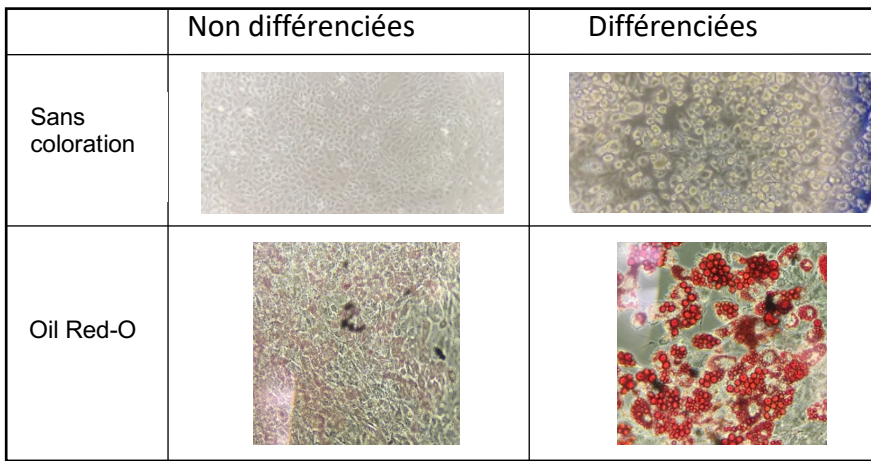 Non différenciées
Différenciées
Sans
coloration
Oil Red-O